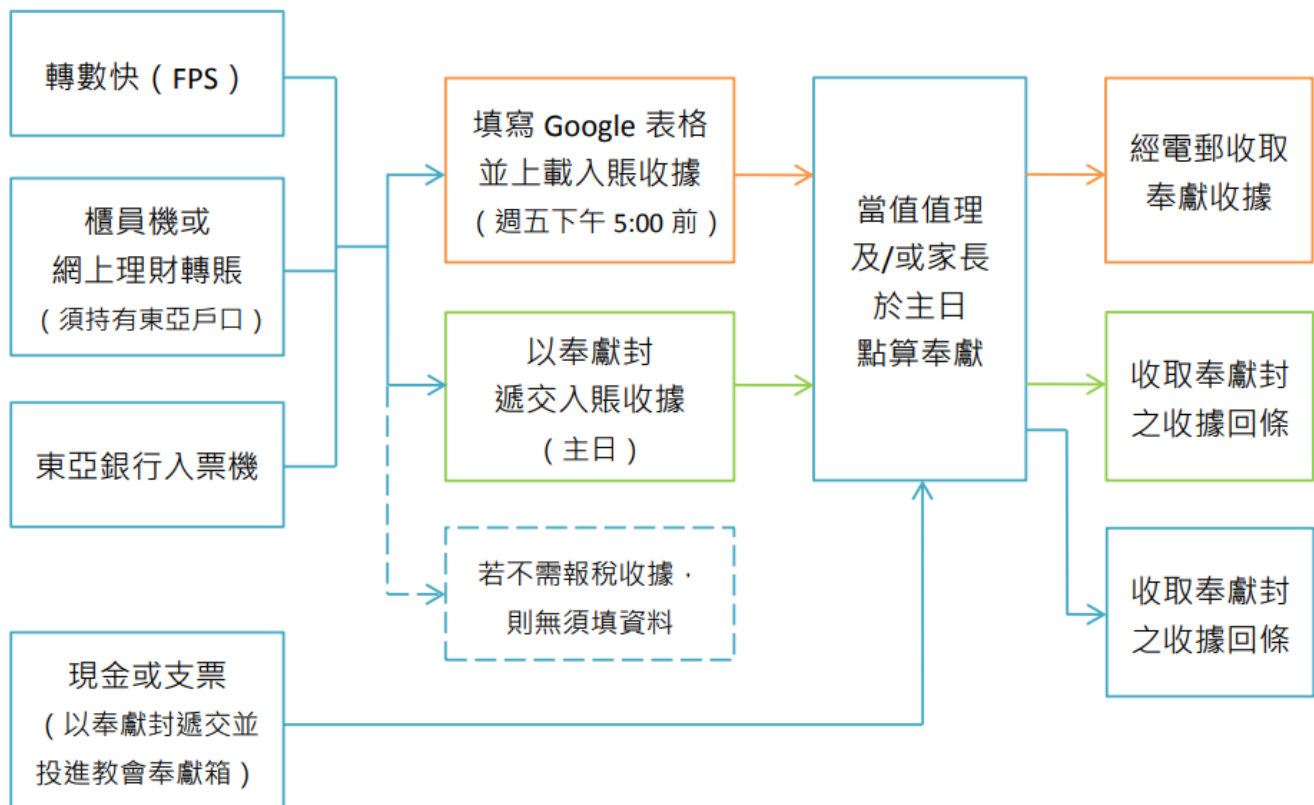 轉數快（FPS）
櫃員機或
網上理財轉賬
（須持有東亞戶口）
東亞銀行入票機
現金或支票
（以奉獻封遞交並
投進教會奉獻箱）
填寫 Google 表格
並上載入賬收據
（週五下午 5:00 前）
以奉獻封
遞交入賬收據
（主日）
若不需報稅收據，
則無須填資料
當值值理
及/或家長
於主日
點算奉獻
經電郵收取
奉獻收據
收取奉獻封
之收據回條
收取奉獻封
之收據回條